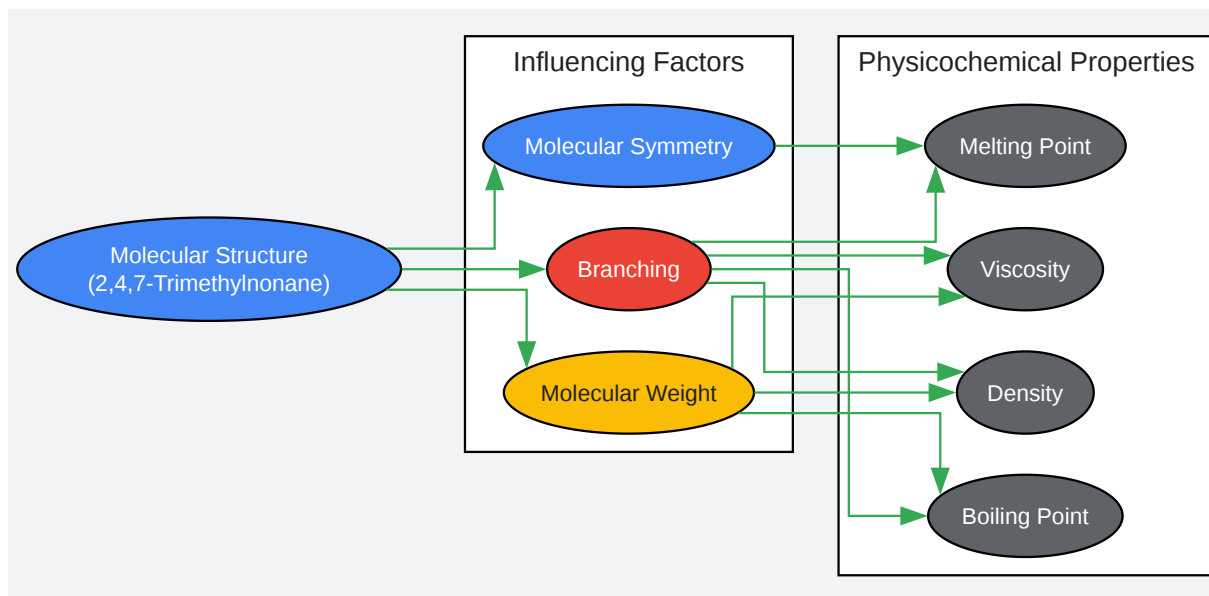 Influencing Factors
Physicochemical Properties
Molecular Symmetry
Melting Point
Molecular Structure
(2,4,7-Trimethylnonane)
Branching
Viscosity
Molecular Weight
Density
Boiling Point